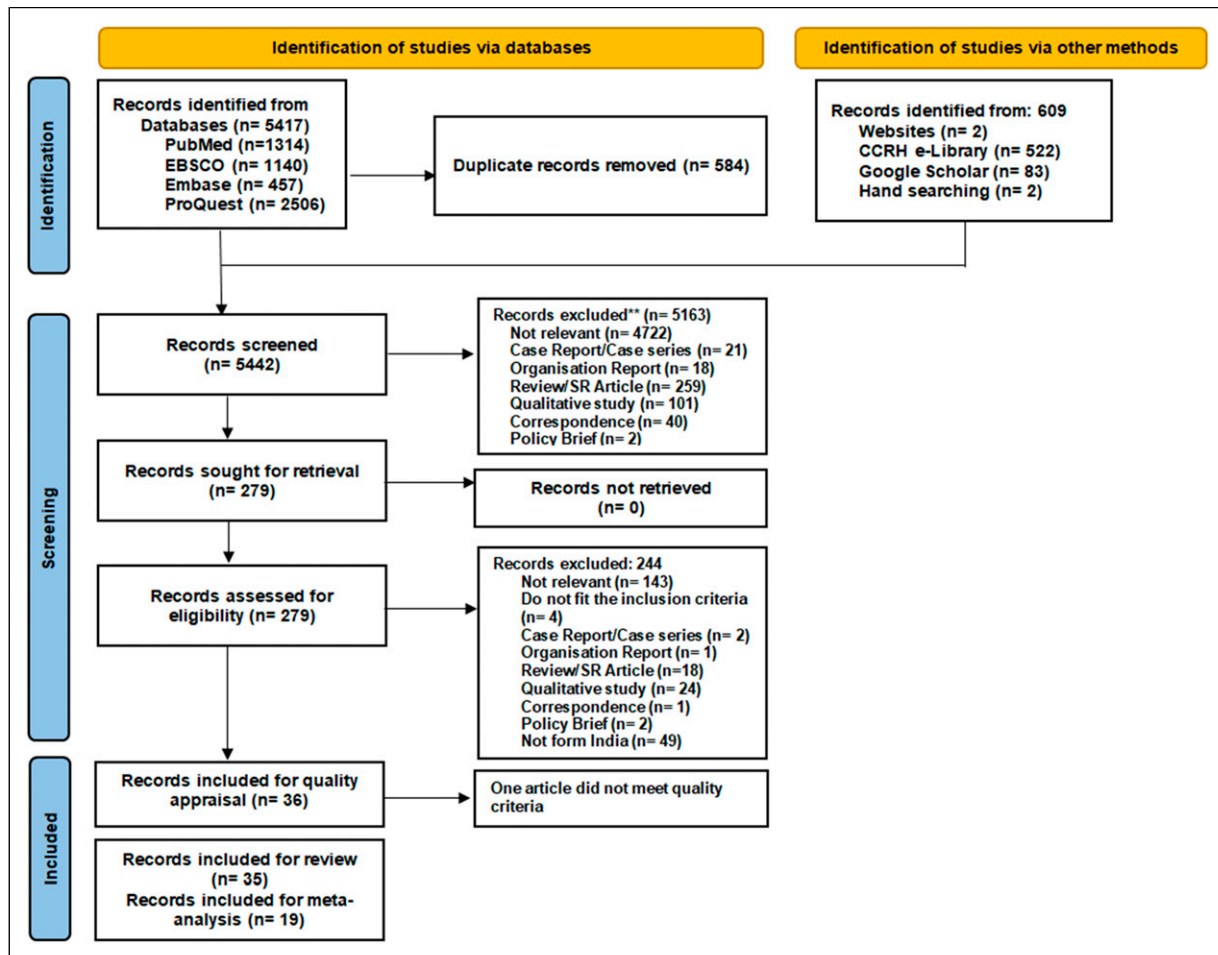 Identification of studies via databases
Identification of studies via other methods
Identification
Records identified from
Databases (n= 5417)
PubMed (n=1314)
EBSCO (n= 1140)
Embase (n= 457)
ProQuest (n= 2506)
Duplicate records removed (n= 584)
Records identified from: 609
Websites (n= 2)
CCRH e-Library (n= 522)
Google Scholar (n= 83)
Hand searching (n= 2)
Screening
Records screened
(n= 5442)
Records excluded** (n= 5163)
Not relevant (n= 4722)
Case Report/Case series (n= 21)
Organisation Report (n= 18)
Review/SR Article (n= 259)
Qualitative study (n= 101)
Correspondence (n= 40)
Policy Brief (n= 2)
Records sought for retrieval
(n= 279)
Records not retrieved
(n= 0)
Records assessed for
eligibility (n= 279)
Records excluded: 244
Not relevant (n= 143)
Do not fit the inclusion criteria
(n= 4)
Case Report/Case series (n= 2)
Organisation Report (n= 1)
Review/SR Article (n=18)
Qualitative study (n= 24)
Correspondence (n= 1)
Policy Brief (n= 2)
Not form India (n= 49)
Included
Records included for quality
appraisal (n= 36)
One article did not meet quality
criteria
Records included for review
(n= 35)
Records included for meta-
analysis (n= 19)